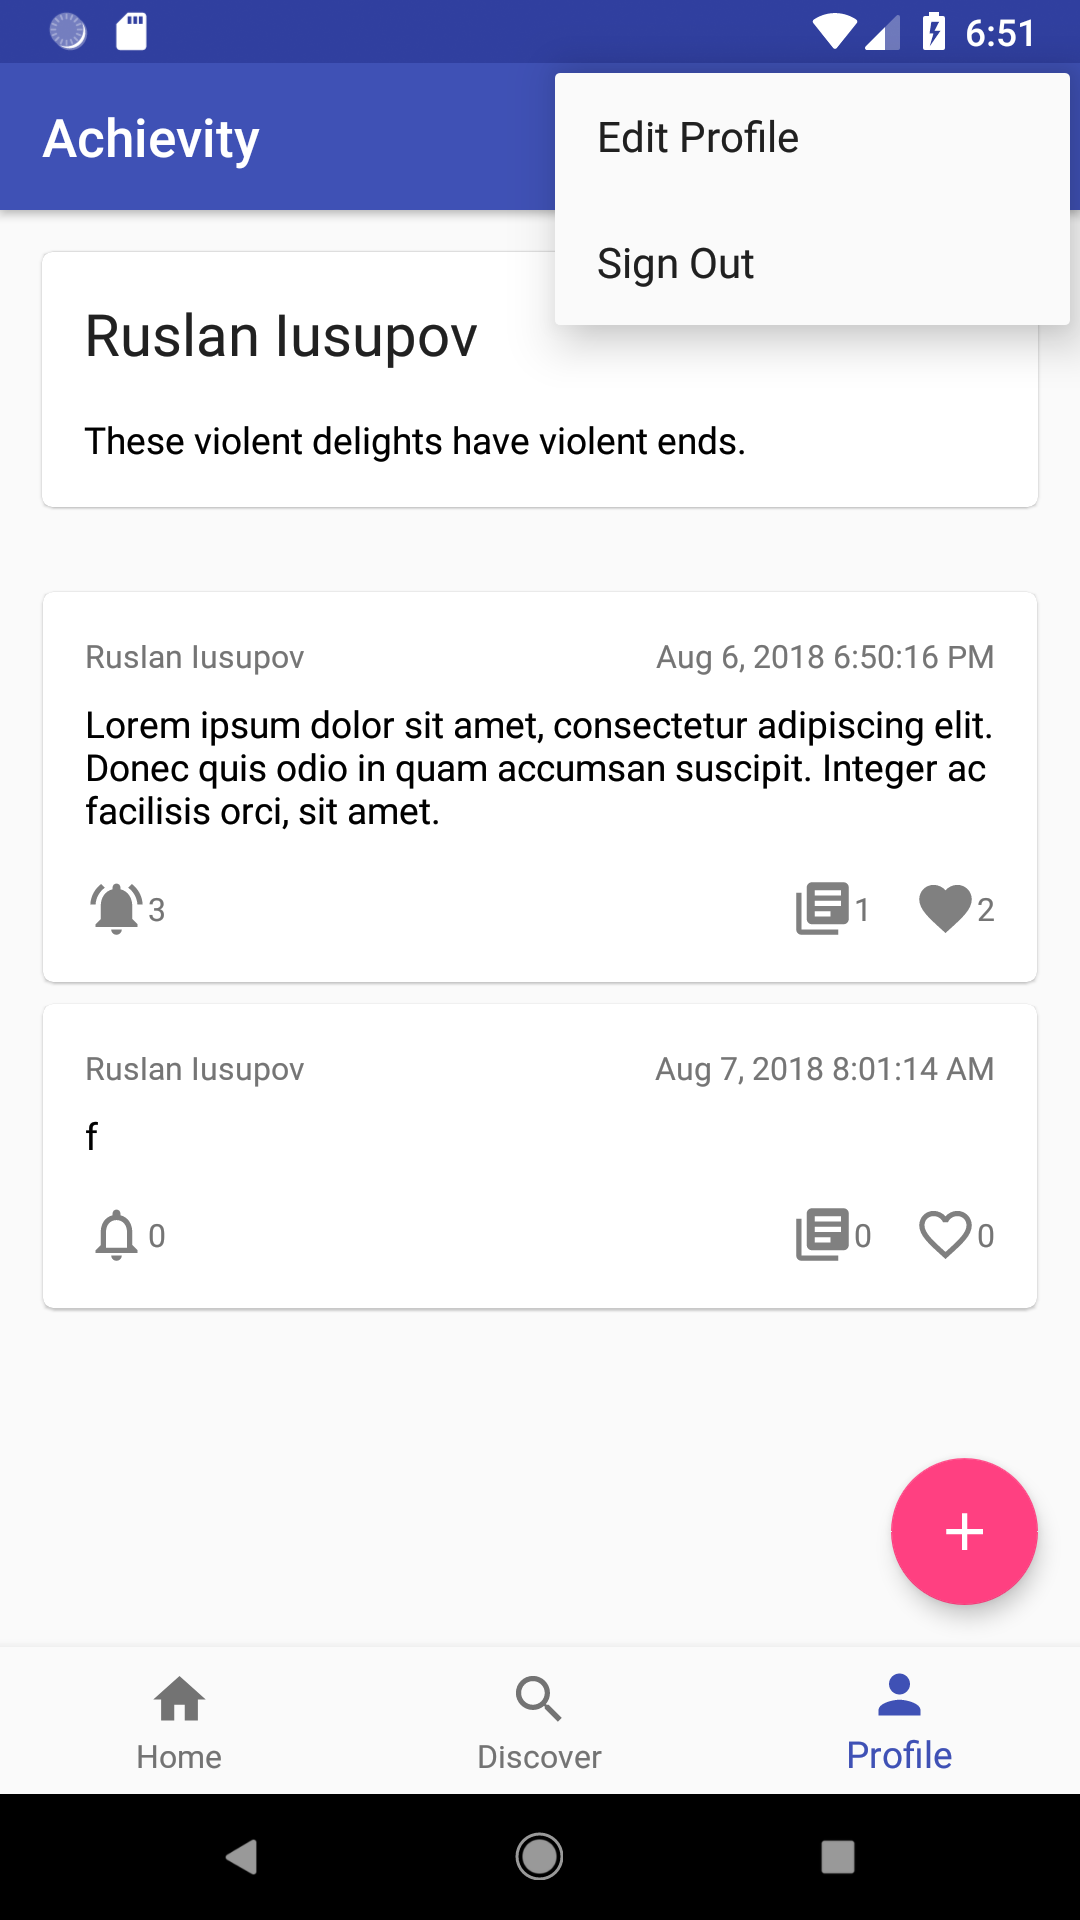 6:51
Achievity
Edit Profile
Sign Out
Ruslan Iusupov
These violent delights have violent ends.
Ruslan Iusupov Aug 6, 2018 6:50:16 PM
Lorem ipsum dolor sit amet, consectetur adipiscing elit.
Donec quis odio in quam accumsan suscipit. Integer ac
facilisis orci, sit amet.
3 1 2
Ruslan Iusupov Aug 7, 2018 8:01:14 AM
f
0 0 0
Home Discover Profile